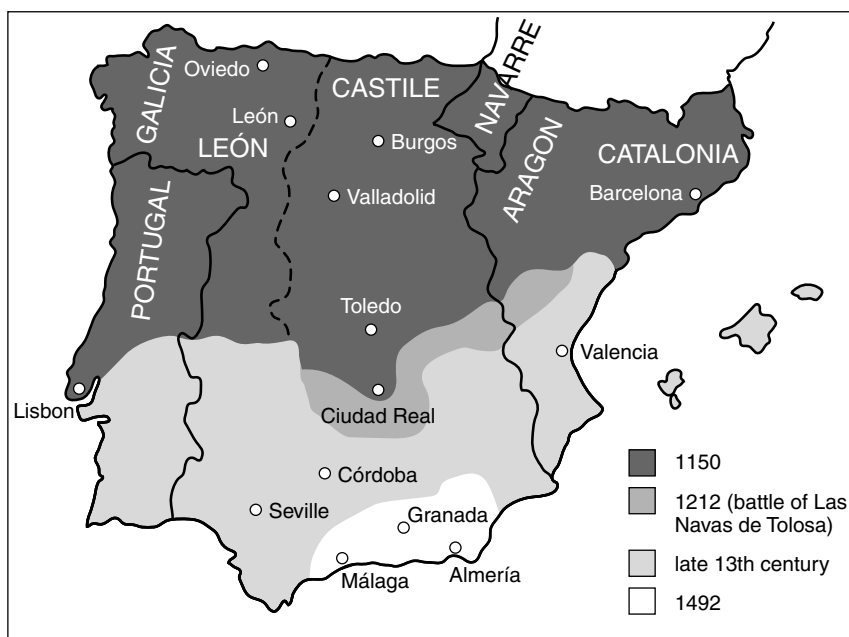 GALICIA
Oviedo
León
LEÓN
CASTILE
Burgos
Valladolid
NAVARRE
ARAGON
CATALONIA
Barcelona
PORTUGAL
Toledo
Lisbon
Ciudad Real
Valencia
Córdoba
Seville
Granada
Málaga
Almería
1150
1212 (battle of Las
Navas de Tolosa)
late 13th century
1492